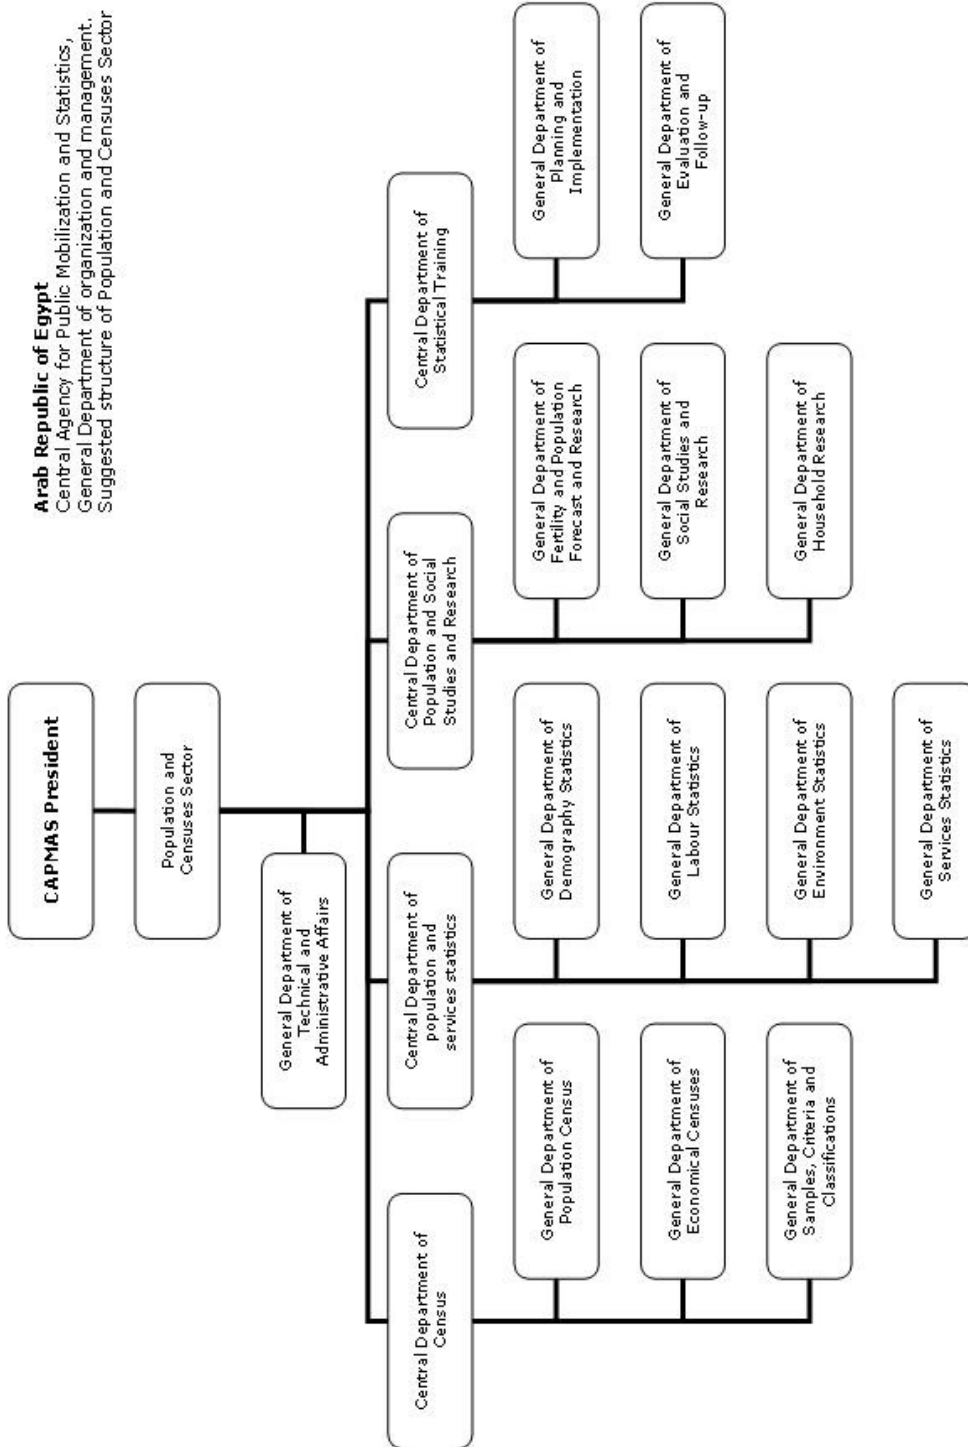 Arab Republic of Egypt
Central Agency for Public Mobilization and Statistics,
General Department of organization and management.
Suggested structure of Population and Censuses Sector
CAPMAS President
Population and
Censuses Sector
General Department of
Technical and
Administrative Affairs
Central Department of
Census
General Department of
Population Census
General Department of
Economical Censuses
General Department of
Samples, Criteria and
Classifications
Central Department of
population and
services statistics
General Department of
Demography Statistics
General Department of
Labour Statistics
General Department of
Environment Statistics
General Department of
Services Statistics
Central Department of
Population and Social
Studies and Research
General Department of
Fertility and Population
Forecast and Research
General Department of
Social Studies and
Research
General Department of
Household Research
Central Department of
Statistical Training
General Department of
Planning and
Implementation
General Department of
Evaluation and
Follow-up